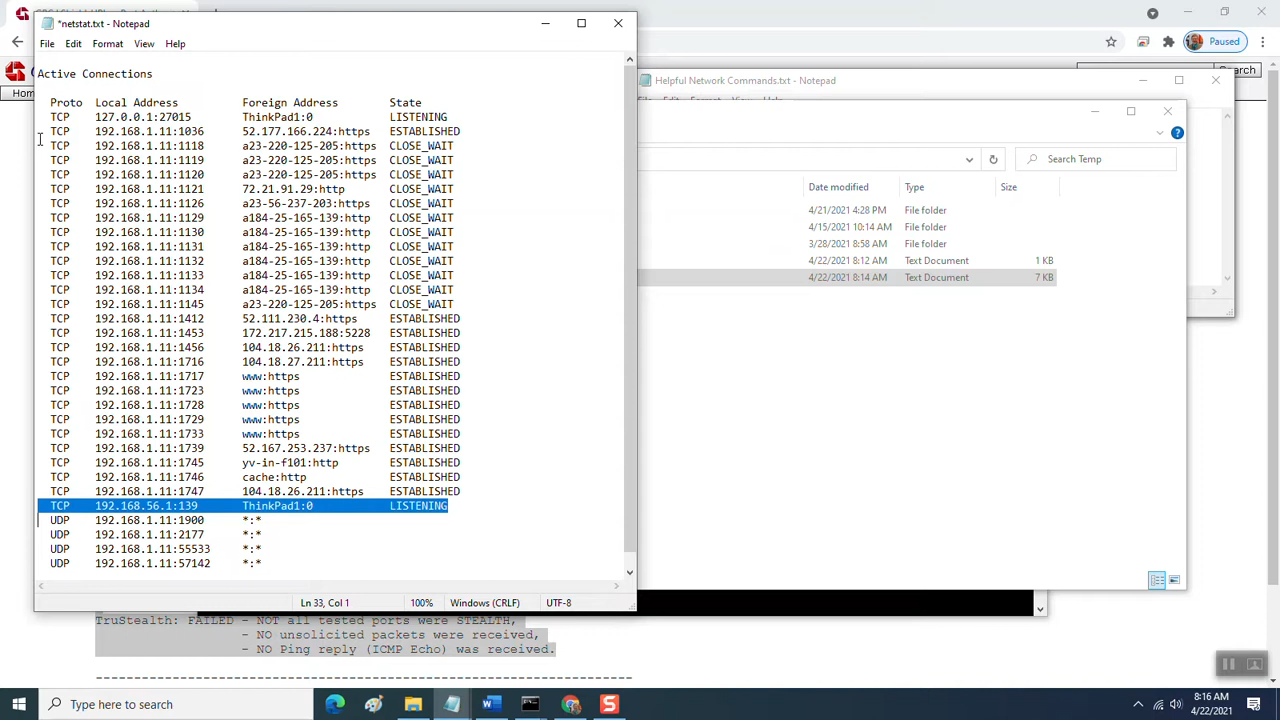 *netstat.txt - Notepad
File Edit Format View Help
Paused
Search
Hom
Active Connections
Proto Local Address Foreign Address State
TCP 127.0.0.1:27015 ThinkPad1:0 LISTENING
TCP 192.168.1.11:1036 52.177.166.224:https ESTABLISHED
TCP 192.168.1.11:1118 a23-220-125-205:https CLOSE_WAIT
TCP 192.168.1.11:1119 a23-220-125-205:https CLOSE_WAIT
TCP 192.168.1.11:1120 a23-220-125-205:https CLOSE_WAIT
TCP 192.168.1.11:1121 72.21.91.29:http CLOSE_WAIT
TCP 192.168.1.11:1126 a23-56-237-203:https CLOSE_WAIT
TCP 192.168.1.11:1129 a184-25-165-139:http CLOSE_WAIT
TCP 192.168.1.11:1130 a184-25-165-139:http CLOSE_WAIT
TCP 192.168.1.11:1131 a184-25-165-139:http CLOSE_WAIT
TCP 192.168.1.11:1132 a184-25-165-139:http CLOSE_WAIT
TCP 192.168.1.11:1133 a184-25-165-139:http CLOSE_WAIT
TCP 192.168.1.11:1134 a184-25-165-139:http CLOSE_WAIT
TCP 192.168.1.11:1145 a23-220-125-205:https CLOSE_WAIT
TCP 192.168.1.11:1412 52.111.230.4:https ESTABLISHED
TCP 192.168.1.11:1453 172.217.215.188:5228 ESTABLISHED
TCP 192.168.1.11:1456 104.18.26.211:https ESTABLISHED
TCP 192.168.1.11:1716 104.18.27.211:https ESTABLISHED
TCP 192.168.1.11:1717 www:https ESTABLISHED
TCP 192.168.1.11:1723 www:https ESTABLISHED
TCP 192.168.1.11:1728 www:https ESTABLISHED
TCP 192.168.1.11:1729 www:https ESTABLISHED
TCP 192.168.1.11:1733 www:https ESTABLISHED
TCP 192.168.1.11:1739 52.167.253.237:https ESTABLISHED
TCP 192.168.1.11:1745 yv-in-f101:http ESTABLISHED
TCP 192.168.1.11:1746 cache:http ESTABLISHED
TCP 192.168.1.11:1747 104.18.26.211:https ESTABLISHED
TCP 192.168.56.1:139 ThinkPad1:0 LISTENING
UDP 192.168.1.11:1900 *:*
UDP 192.168.1.11:2177 *:*
UDP 192.168.1.11:55533 *:*
UDP 192.168.1.11:57142 *:*
Ln 33, Col 1 100% Windows (CRLF) UTF-8
Helpful Network Commands.txt - Notepad
Search Temp
Date modified Type Size
4/21/2021 4:28 PM File folder
4/15/2021 10:14 AM File folder
3/28/2021 8:58 AM File folder
4/22/2021 8:12 AM Text Document 1 KB
4/22/2021 8:14 AM Text Document 7 KB
TruStealth: FAILED - NOT all tested ports were STEALTH,
- NO unsolicited packets were received,
- NO Ping reply (ICMP Echo) was received.
Type here to search
8:16 AM
4/22/2021